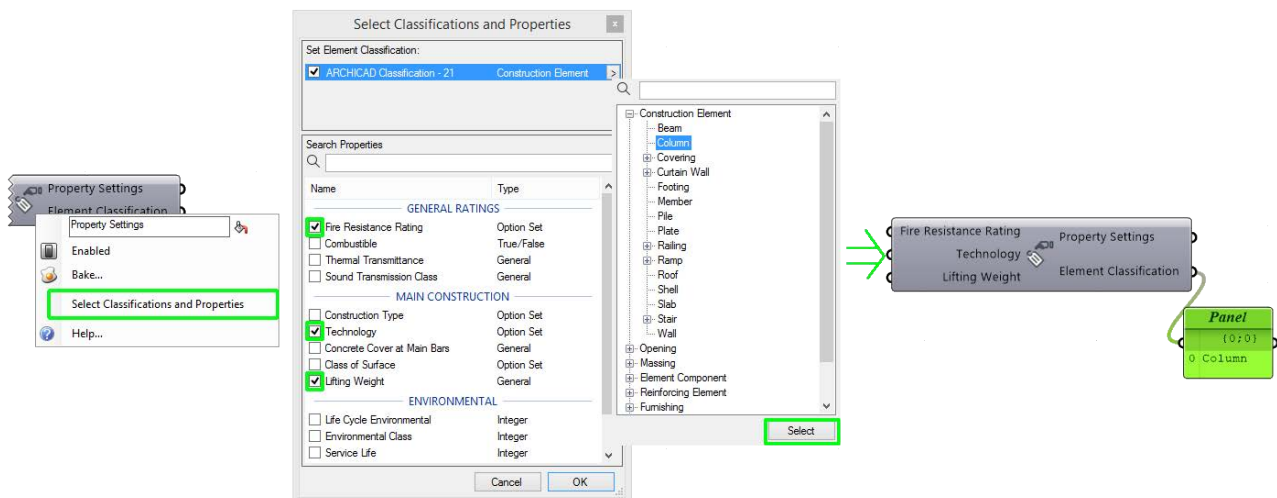 Property Settings
Element Classification
Property Settings
Enabled
Bake...
Select Classifications and Properties
Help...
Select Classifications and Properties
x
Set Element Classification:
ARCHICAD Classification - 21 Construction Element >
Search Properties
Name Type
GENERAL RATINGS
Fire Resistance Rating Option Set
Combustible True/False
Thermal Transmittance General
Sound Transmission Class General
MAIN CONSTRUCTION
Construction Type Option Set
Technology Option Set
Concrete Cover at Main Bars General
Class of Surface Option Set
Lifting Weight General
ENVIRONMENTAL
Life Cycle Environmental Integer
Environmental Class Integer
Service Life Integer
Cancel OK
Construction Element
Beam
Column
Covering
Curtain Wall
Footing
Member
Pile
Plate
Railing
Ramp
Roof
Shell
Slab
Stair
Wall
Opening
Massing
Element Component
Reinforcing Element
Furnishing
Select
Fire Resistance Rating
Technology
Lifting Weight
Property Settings
Element Classification
Panel
{0;0}
0 Column